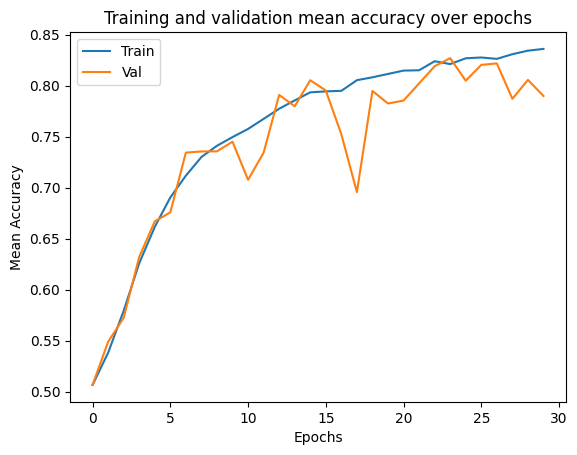 Training and validation mean accuracy over epochs
Train
Val
0.85
0.80
0.75
0.70
0.65
0.60
0.55
0.50
Mean Accuracy
0 5 10 15 20 25 30
Epochs